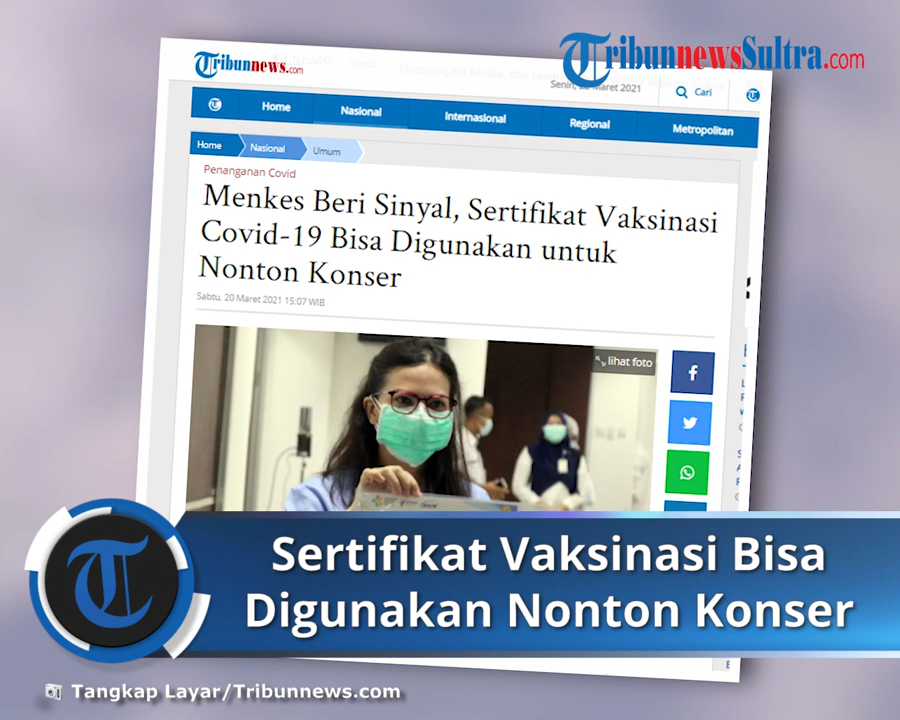 TribunnewsSultra.com
Tribunnews.com
Senin, 22 Maret 2021
Cari
Home Nasional Internasional Regional Metropolitan
Home Nasional Umum
Penanganan Covid
Menkes Beri Sinyal, Sertifikat Vaksinasi
Covid-19 Bisa Digunakan untuk
Nonton Konser
Sabtu, 20 Maret 2021 15:07 WIB
lihat foto
Sertifikat Vaksinasi Bisa
Digunakan Nonton Konser
Tangkap Layar/Tribunnews.com